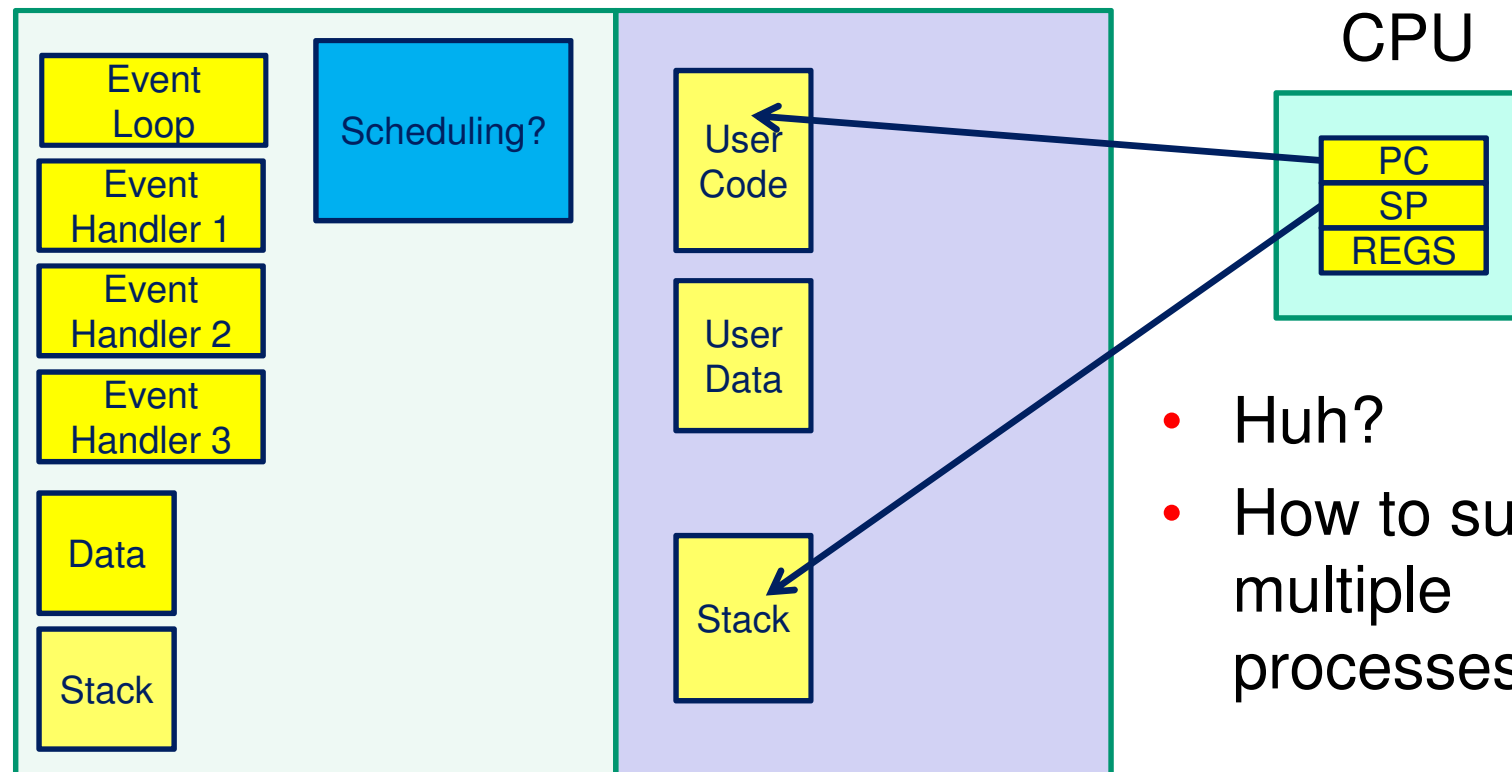 Event
Loop
Event
Handler 1
Event
Handler 2
Event
Handler 3
Data
Stack
Scheduling?
User
Code
User
Data
Stack
CPU
PC
SP
REGS
• Huh?
• How to su
multiple
processes